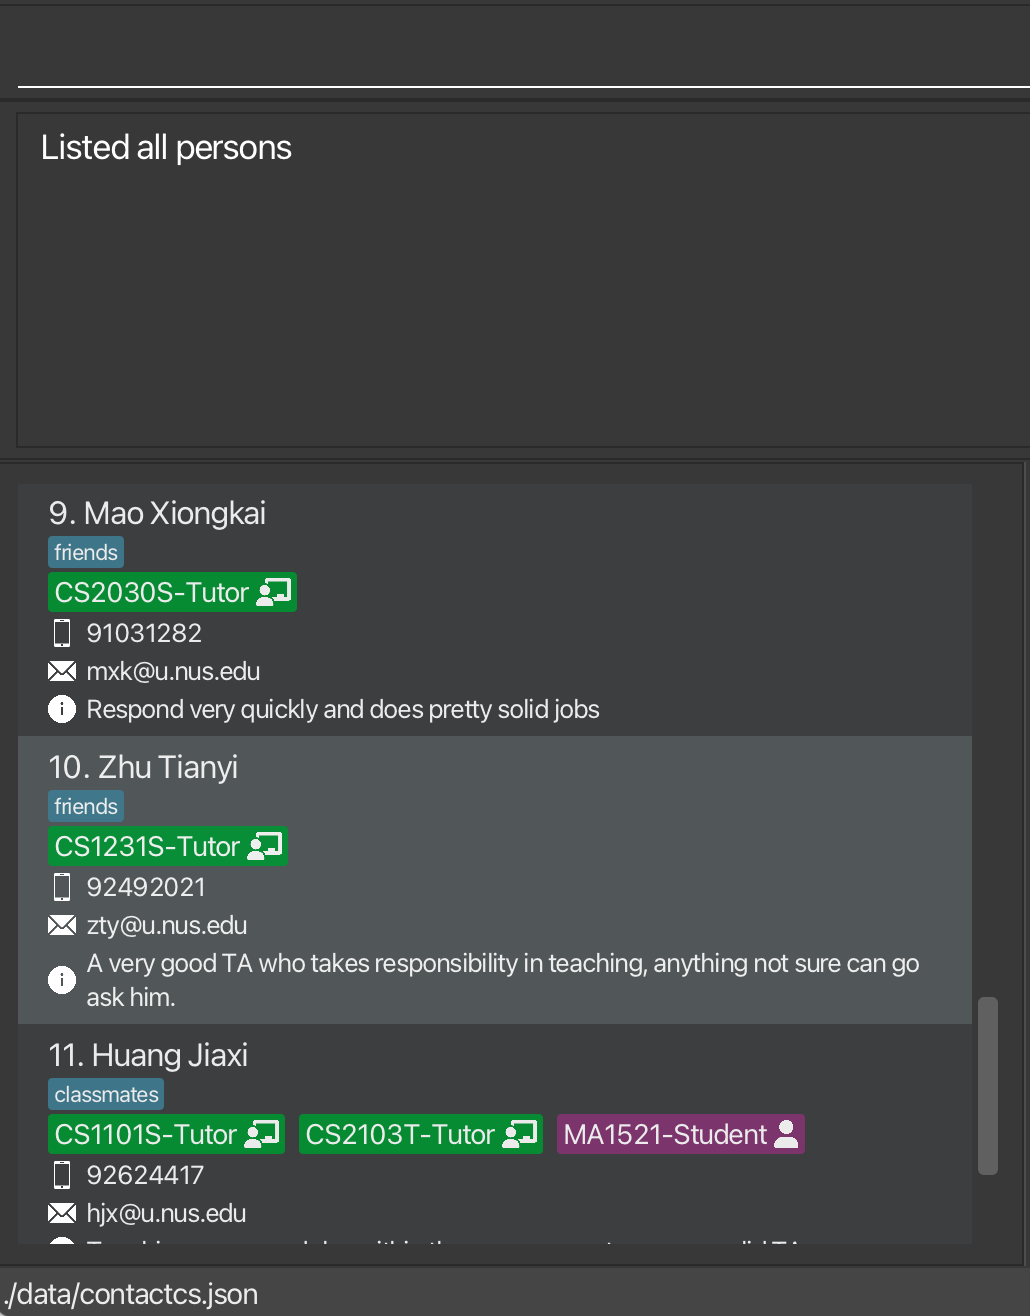 Listed all persons
9. Mao Xiongkai
friends
CS2030S-Tutor
91031282
mxk@u.nus.edu
Respond very quickly and does pretty solid jobs
10. Zhu Tianyi
friends
CS1231S-Tutor
92492021
zty@u.nus.edu
A very good TA who takes responsibility in teaching, anything not sure can go
ask him.
11. Huang Jiaxi
classmates
CS1101S-Tutor CS2103T-Tutor MA1521-Student
92624417
hjx@u.nus.edu
./data/contactcs.json